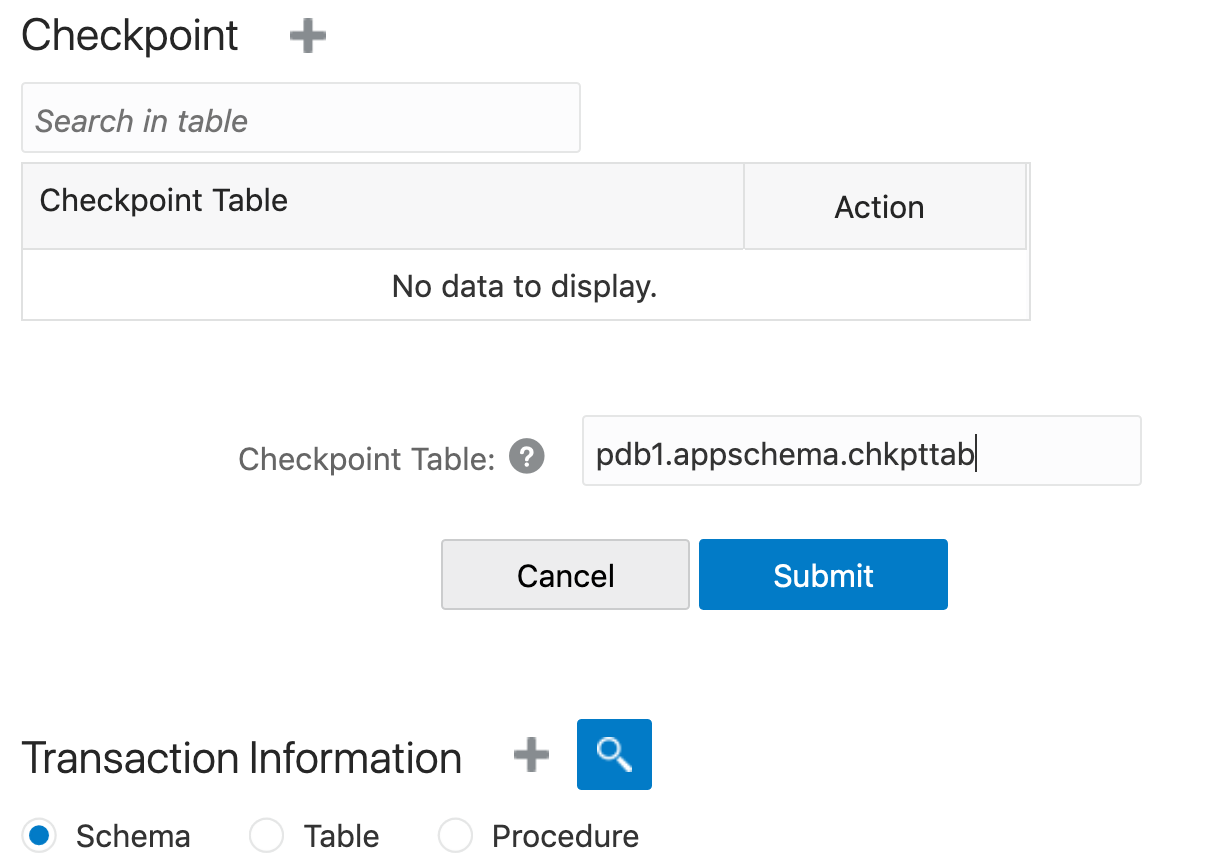 Checkpoint
Search in table
Checkpoint Table Action
No data to display.
Checkpoint Table: ? pdb1.appschema.chkpttab
Cancel Submit
Transaction Information
Schema Table Procedure